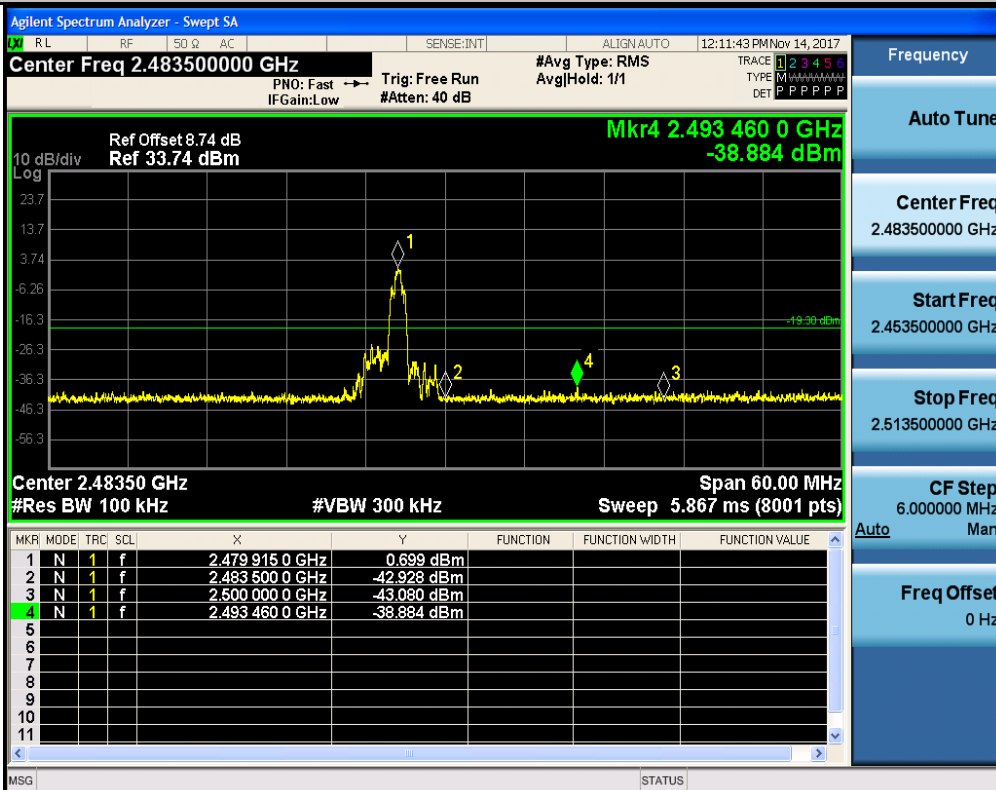 Agilent Spectrum Analyzer - Swept SA
LXI RL RF 50 Ω AC SENSE:INT ALIGN AUTO 12:11:43 PM Nov 14, 2017
Center Freq 2.483500000 GHz
#Avg Type: RMS
TRACE 1 2 3 4 5 6
PNO: Fast
Trig: Free Run
Avg|Hold: 1/1
TYPE M
IFGain:Low
#Atten: 40 dB
DET P P P P P P
Mkr4 2.493 460 0 GHz
-38.884 dBm
Ref Offset 8.74 dB
10 dB/div Ref 33.74 dBm
Log
23.7
13.7
3.74
-6.26
-16.3
-26.3
-36.3
-46.3
-56.3
1
2
4
3
-19.30 dBm
Center 2.48350 GHz Span 60.00 MHz
#Res BW 100 kHz #VBW 300 kHz Sweep 5.867 ms (8001 pts)
MKR MODE TRC SCL X Y FUNCTION FUNCTION WIDTH FUNCTION VALUE
1 N 1 f 2.479 915 0 GHz 0.699 dBm
2 N 1 f 2.483 500 0 GHz -42.928 dBm
3 N 1 f 2.500 000 0 GHz -43.080 dBm
4 N 1 f 2.493 460 0 GHz -38.884 dBm
5
6
7
8
9
10
11
MSG STATUS
Frequency
Auto Tune
Center Freq
2.483500000 GHz
Start Freq
2.453500000 GHz
Stop Freq
2.513500000 GHz
CF Step
6.000000 MHz
Auto Man
Freq Offset
0 Hz